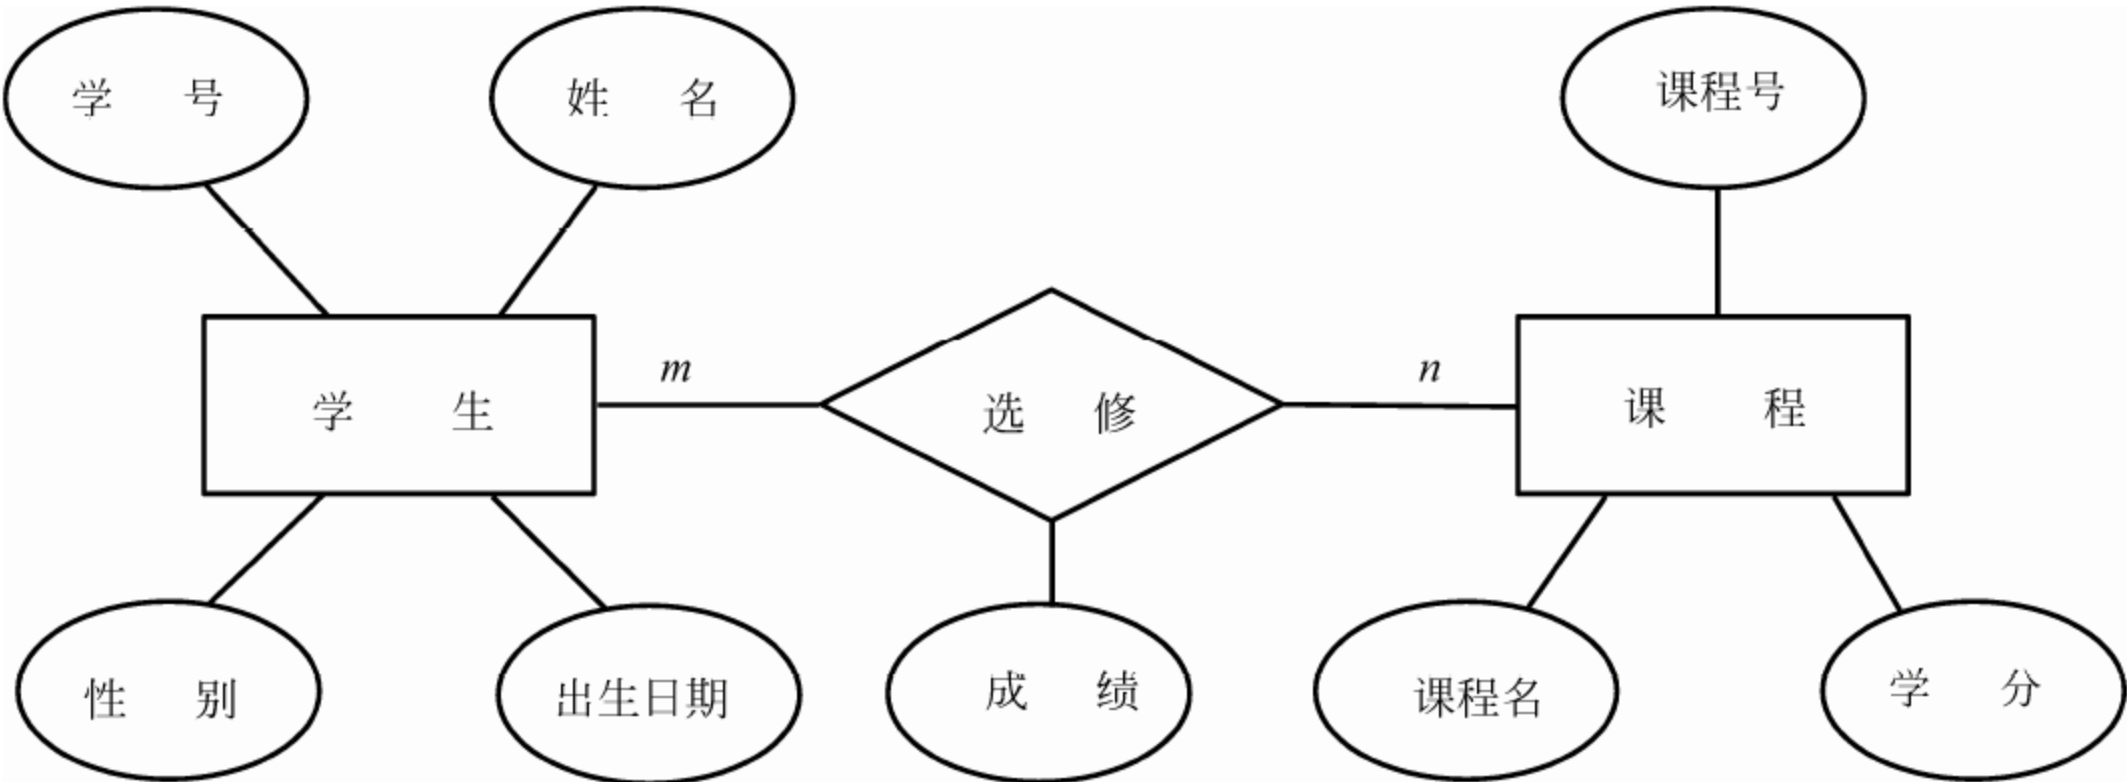 学 号
姓 名
课程号
学 生
m
选 修
n
课 程
性 别
出生日期
成 绩
课程名
学 分